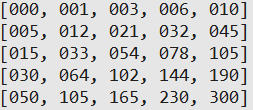 [000, 001, 003, 006, 010]
[005, 012, 021, 032, 045]
[015, 033, 054, 078, 105]
[030, 064, 102, 144, 190]
[050, 105, 165, 230, 300]